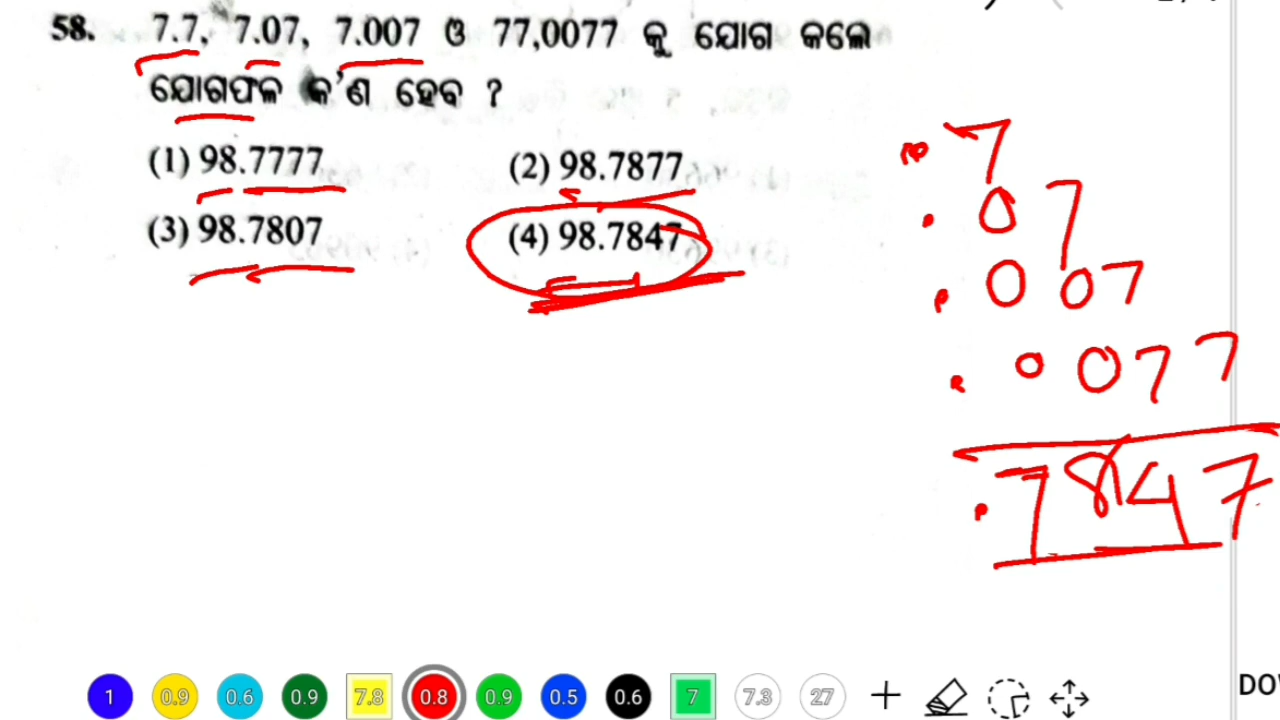 58. 7.7, 7.07, 7.007 ଓ 77,0077 କୁ ଯୋଗ କଲେ
ଯୋଗଫଳ କ'ଣ ହେବ ?
(1) 98.7777 (2) 98.7877
(3) 98.7807 (4) 98.7847
.7
.07
.007
.0077
.7847
1 0.9 0.6 0.9 7.8 0.8 0.9 0.5 0.6 7 7.3 27 +